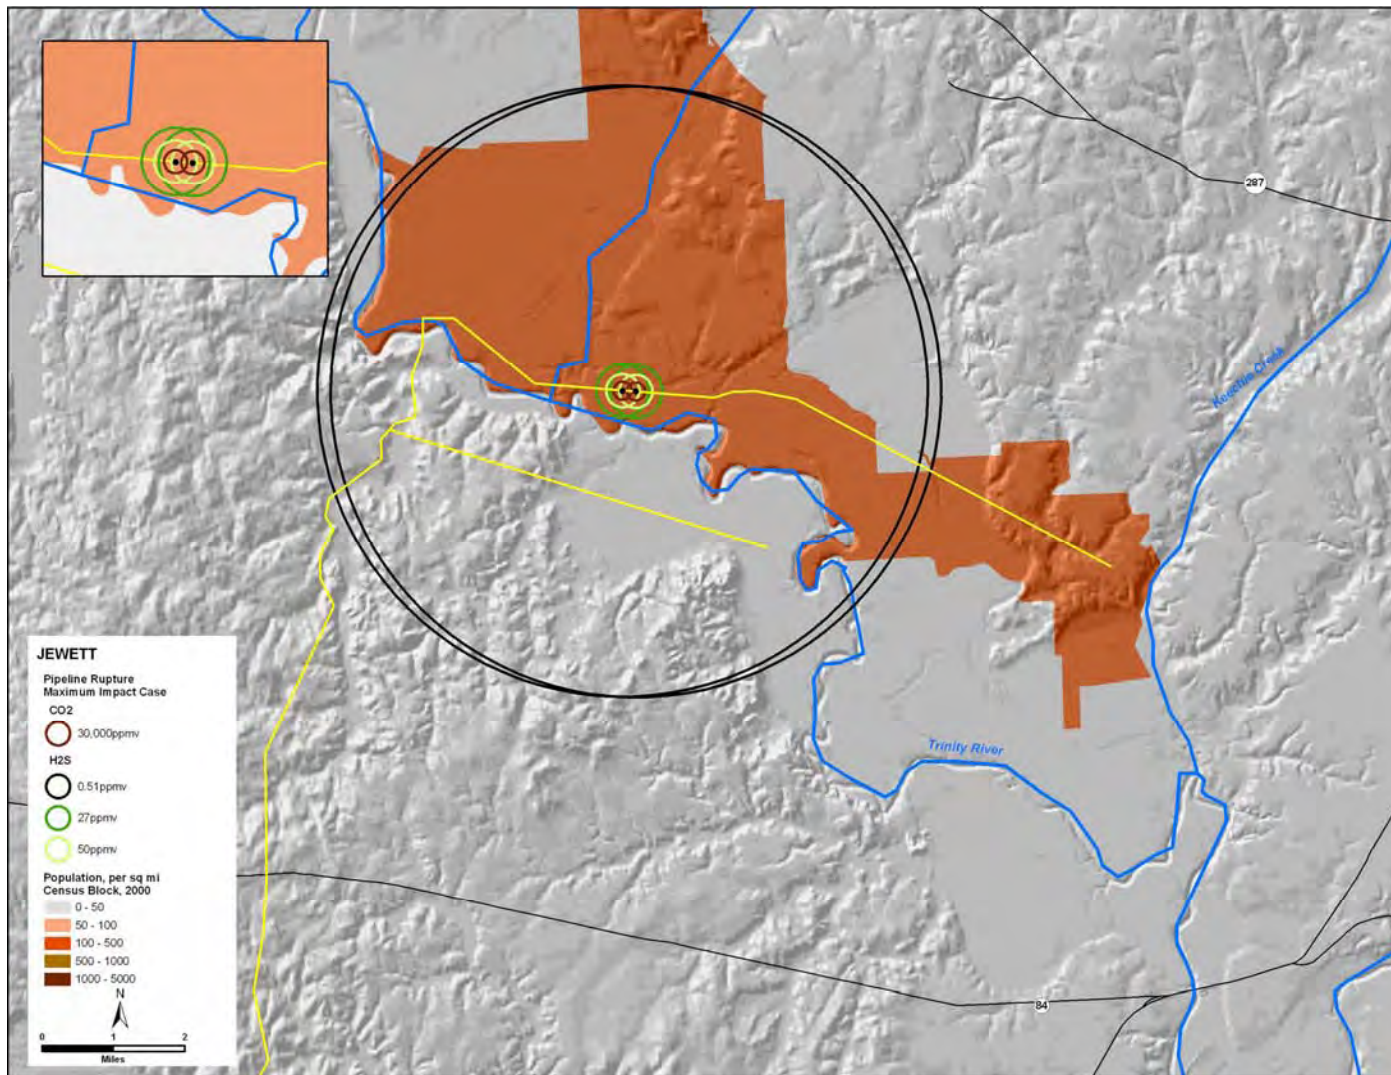 287
Keechie Creek
Trinity River
84
JEWETT
Pipeline Rupture
Maximum Impact Case
CO2
30,000ppmv
H2S
0.51ppmv
27ppmv
50ppmv
Population, per sq mi
Census Block, 2000
0 - 50
50 - 100
100 - 500
500 - 1000
1000 - 5000
N
0 1 2
Miles